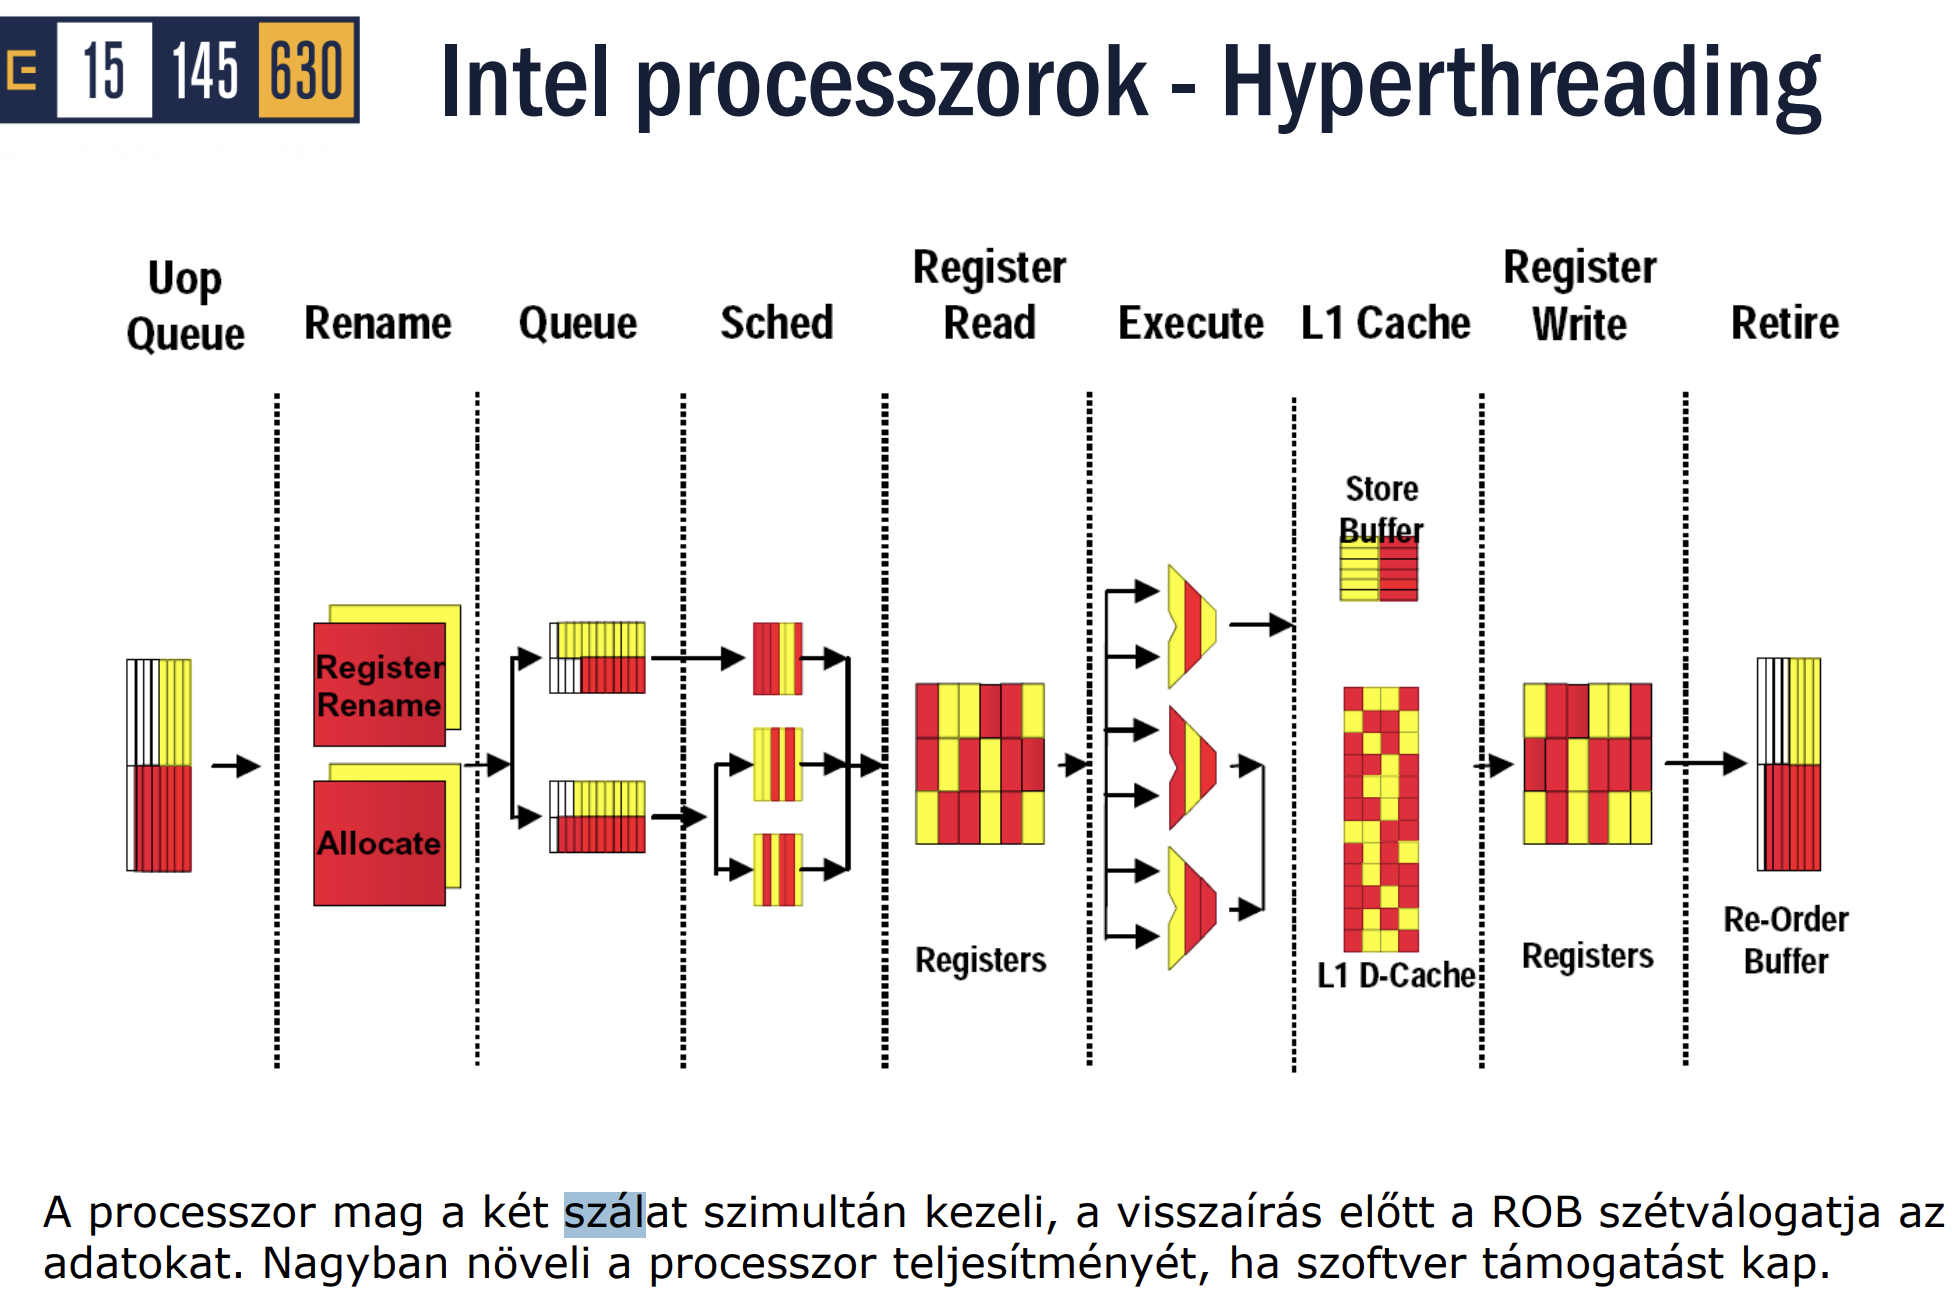 E 15 145 630
Intel processzorok - Hyperthreading
Uop
Queue
Rename
Queue
Sched
Register
Read
Execute
L1 Cache
Register
Write
Retire
Register
Rename
Allocate
Registers
Store
Buffer
L1 D-Cache
Registers
Re-Order
Buffer
A processzor mag a két szálat szimultán kezeli, a visszaírás előtt a ROB szétválogatja az
adatokat. Nagyban növeli a processzor teljesítményét, ha szoftver támogatást kap.